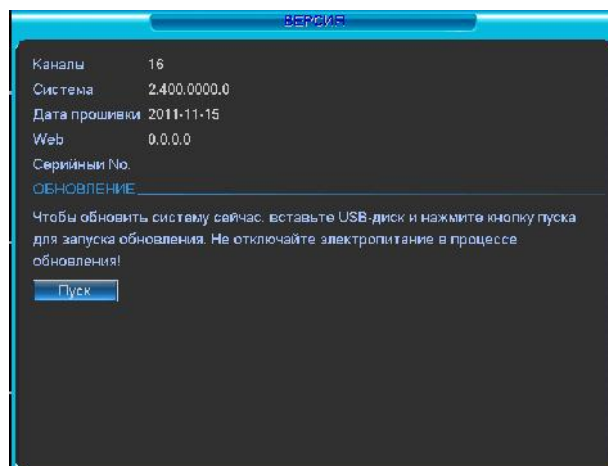 ВЕРСИЯ
Каналы 16
Система 2.400.0000.0
Дата прошивки 2011-11-15
Web 0.0.0.0
Серийный No.
ОБНОВЛЕНИЕ
Чтобы обновить систему сейчас, вставьте USB-диск и нажмите кнопку пуска
для запуска обновления. Не отключайте электропитание в процессе
обновления!
Пуск